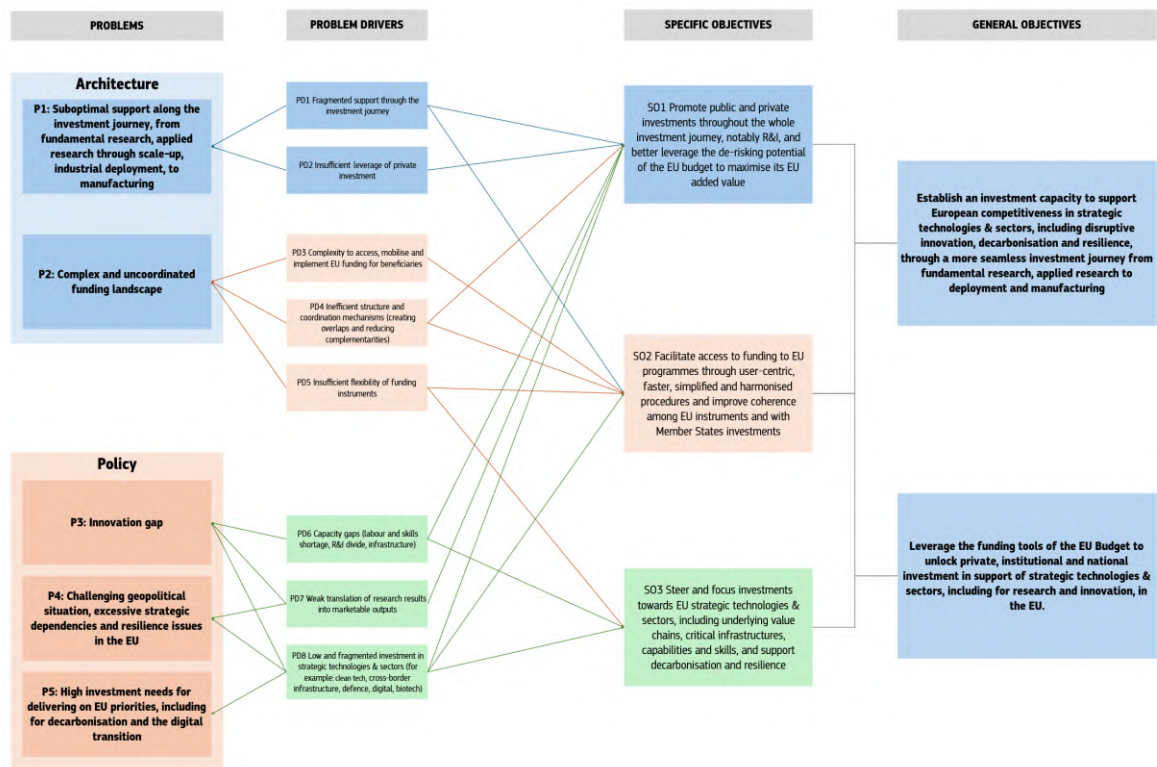 PROBLEMS
PROBLEM DRIVERS
SPECIFIC OBJECTIVES
GENERAL OBJECTIVES
Architecture
P1: Suboptimal support along the
investment journey, from
fundamental research, applied
research through scale-up,
industrial deployment, to
manufacturing
P2: Complex and uncoordinated
funding landscape
Policy
P3: Innovation gap
P4: Challenging geopolitical
situation, excessive strategic
dependencies and resilience issues
in the EU
P5: High investment needs for
delivering on EU priorities, including
for decarbonisation and the digital
transition
PD1 Fragmented support through the
investment journey
PD2 Insufficient leverage of private
investment
PD3 Complexity to access, mobilise and
implement EU funding for beneficiaries
PD4 Inefficient structure and
coordination mechanisms (creating
overlaps and reducing
complementarities)
PD5 Insufficient flexibility of funding
instruments
PD6 Capacity gaps (labour and skills
shortage, R&I divide, infrastructure)
PD7 Weak translation of research results
into marketable outputs
PD8 Low and fragmented investment in
strategic technologies & sectors (for
example: clean tech, cross-border
infrastructure, defence, digital, biotech)
SO1 Promote public and private
investments throughout the whole
investment journey, notably R&I, and
better leverage the de-risking potential
of the EU budget to maximise its EU
added value
SO2 Facilitate access to funding to EU
programmes through user-centric,
faster, simplified and harmonised
procedures and improve coherence
among EU instruments and with
Member States investments
SO3 Steer and focus investments
towards EU strategic technologies &
sectors, including underlying value
chains, critical infrastructures,
capabilities and skills, and support
decarbonisation and resilience
Establish an investment capacity to support
European competitiveness in strategic
technologies & sectors, including disruptive
innovation, decarbonisation and resilience,
through a more seamless investment journey from
fundamental research, applied research to
deployment and manufacturing
Leverage the funding tools of the EU Budget to
unlock private, institutional and national
investment in support of strategic technologies &
sectors, including for research and innovation, in
the EU.